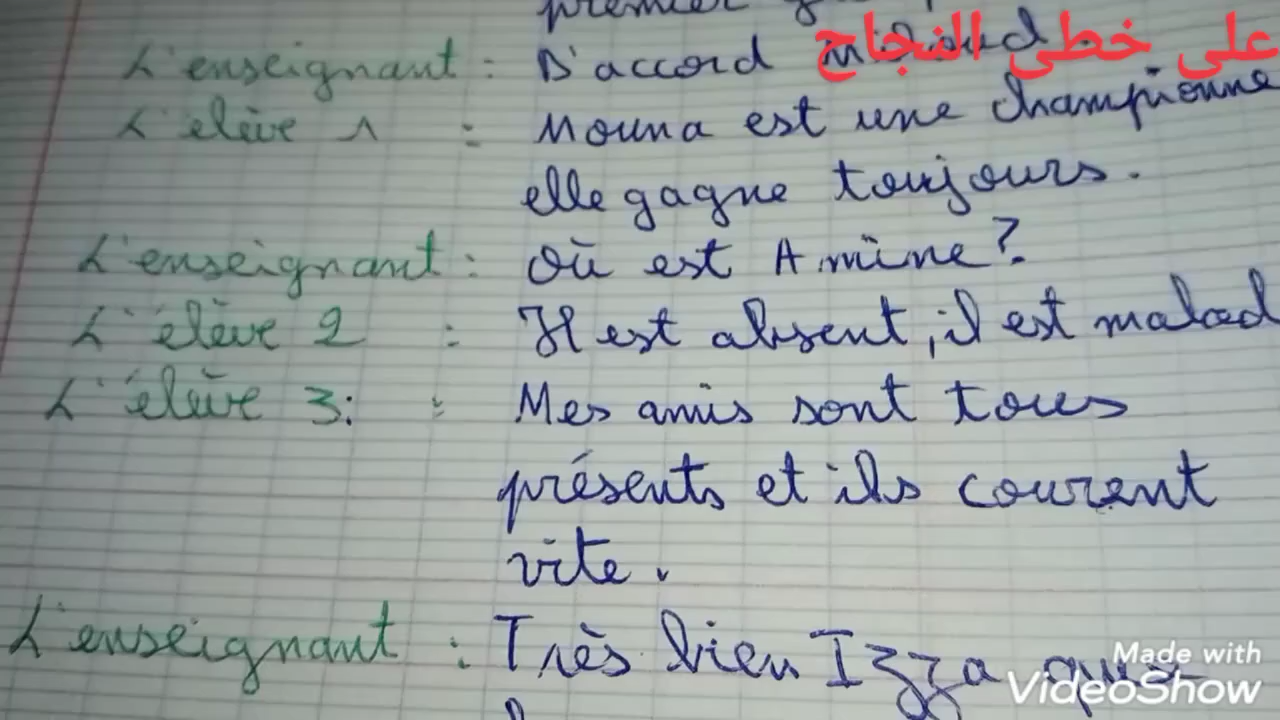 premier
على خطى النجاح
L'enseignant : D'accord
L'elève 1 : Mouna est une championne
elle gagne toujours.
L'enseignant : Où est Amine ?
L'élève 2 : Il est absent, il est malad
L'élève 3: : Mes amis sont tous
présents et ils courent
vite.
L'enseignant : Très bien Izza
Made with
VideoShow